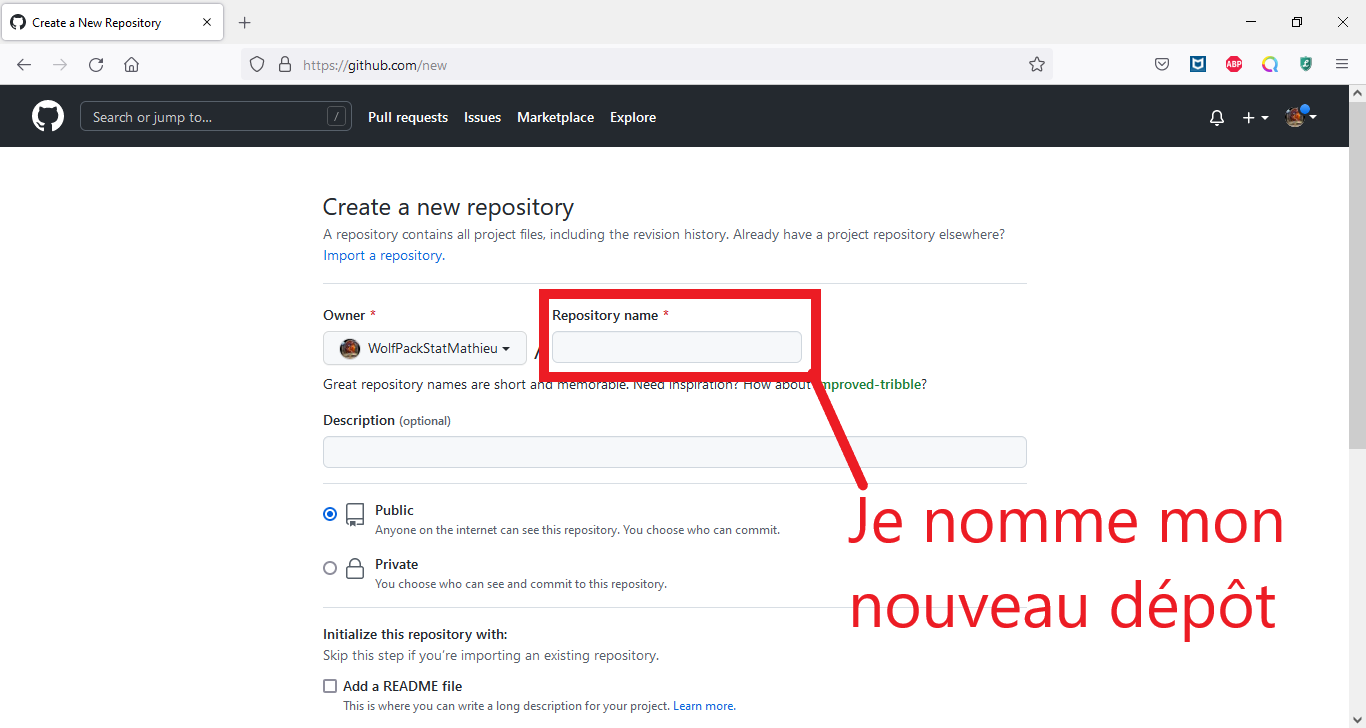 Create a New Repository
https://github.com/new
ABP
Search or jump to... /
Pull requests
Issues
Marketplace
Explore
Create a new repository
A repository contains all project files, including the revision history. Already have a project repository elsewhere?
Import a repository.
Owner *
Repository name *
WolfPackStatMathieu
/
Great repository names are short and memorable. Need inspiration? How about improved-tribble?
Description (optional)
Public
Anyone on the internet can see this repository. You choose who can commit.
Private
You choose who can see and commit to this repository.
Je nomme mon
nouveau dépôt
Initialize this repository with:
Skip this step if you're importing an existing repository.
Add a README file
This is where you can write a long description for your project. Learn more.